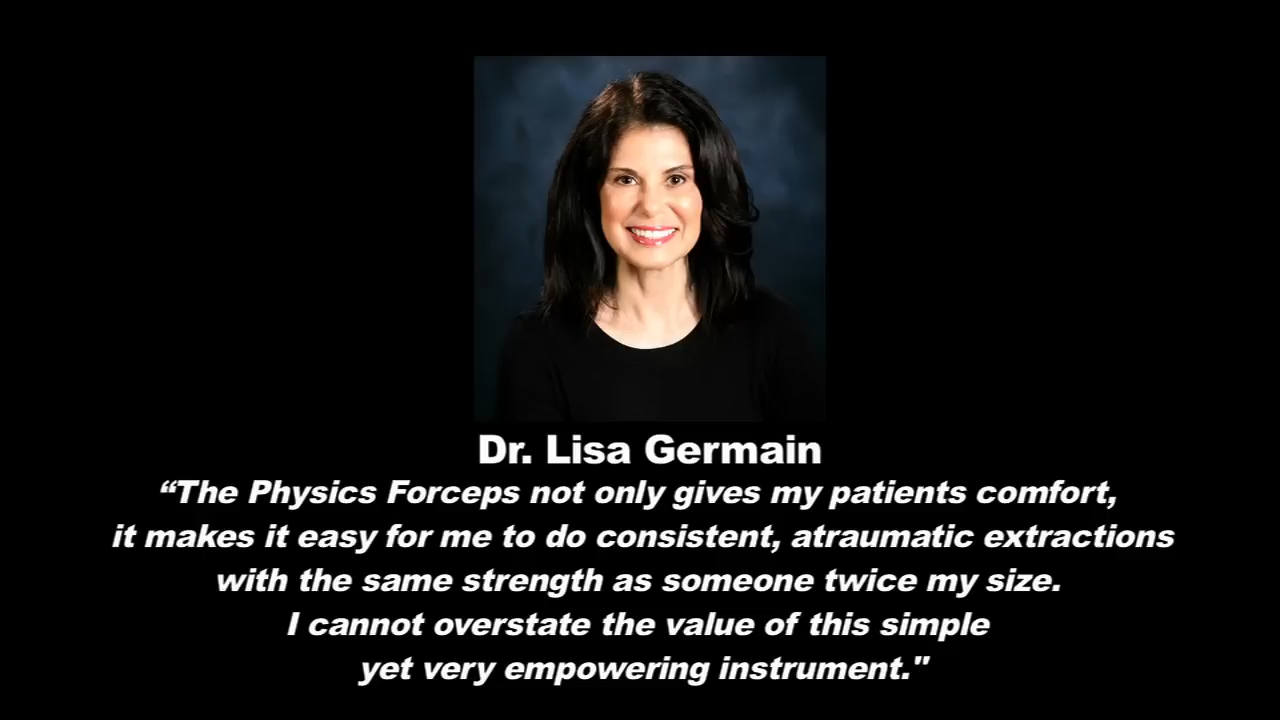 Dr. Lisa Germain
“The Physics Forceps not only gives my patients comfort,
it makes it easy for me to do consistent, atraumatic extractions
with the same strength as someone twice my size.
I cannot overstate the value of this simple
yet very empowering instrument."